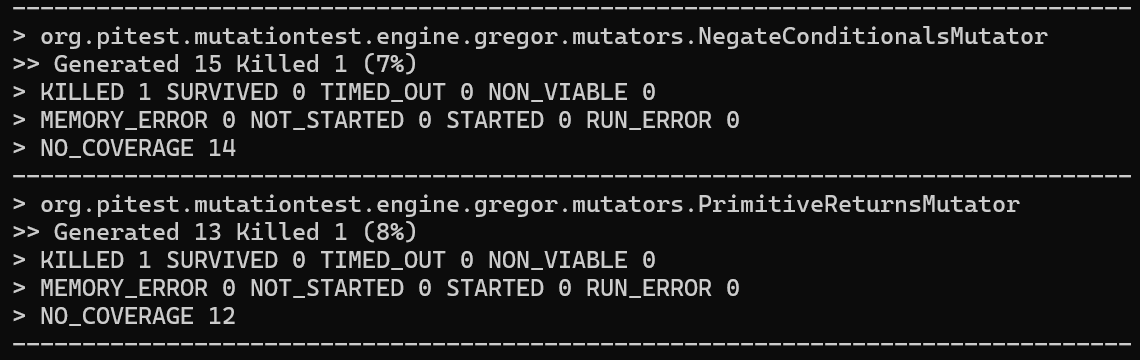 --------------------------------------------------------------------------------
> org.pitest.mutationtest.engine.gregor.mutators.NegateConditionalsMutator
>> Generated 15 Killed 1 (7%)
> KILLED 1 SURVIVED 0 TIMED_OUT 0 NON_VIABLE 0
> MEMORY_ERROR 0 NOT_STARTED 0 STARTED 0 RUN_ERROR 0
> NO_COVERAGE 14
--------------------------------------------------------------------------------
> org.pitest.mutationtest.engine.gregor.mutators.PrimitiveReturnsMutator
>> Generated 13 Killed 1 (8%)
> KILLED 1 SURVIVED 0 TIMED_OUT 0 NON_VIABLE 0
> MEMORY_ERROR 0 NOT_STARTED 0 STARTED 0 RUN_ERROR 0
> NO_COVERAGE 12
--------------------------------------------------------------------------------